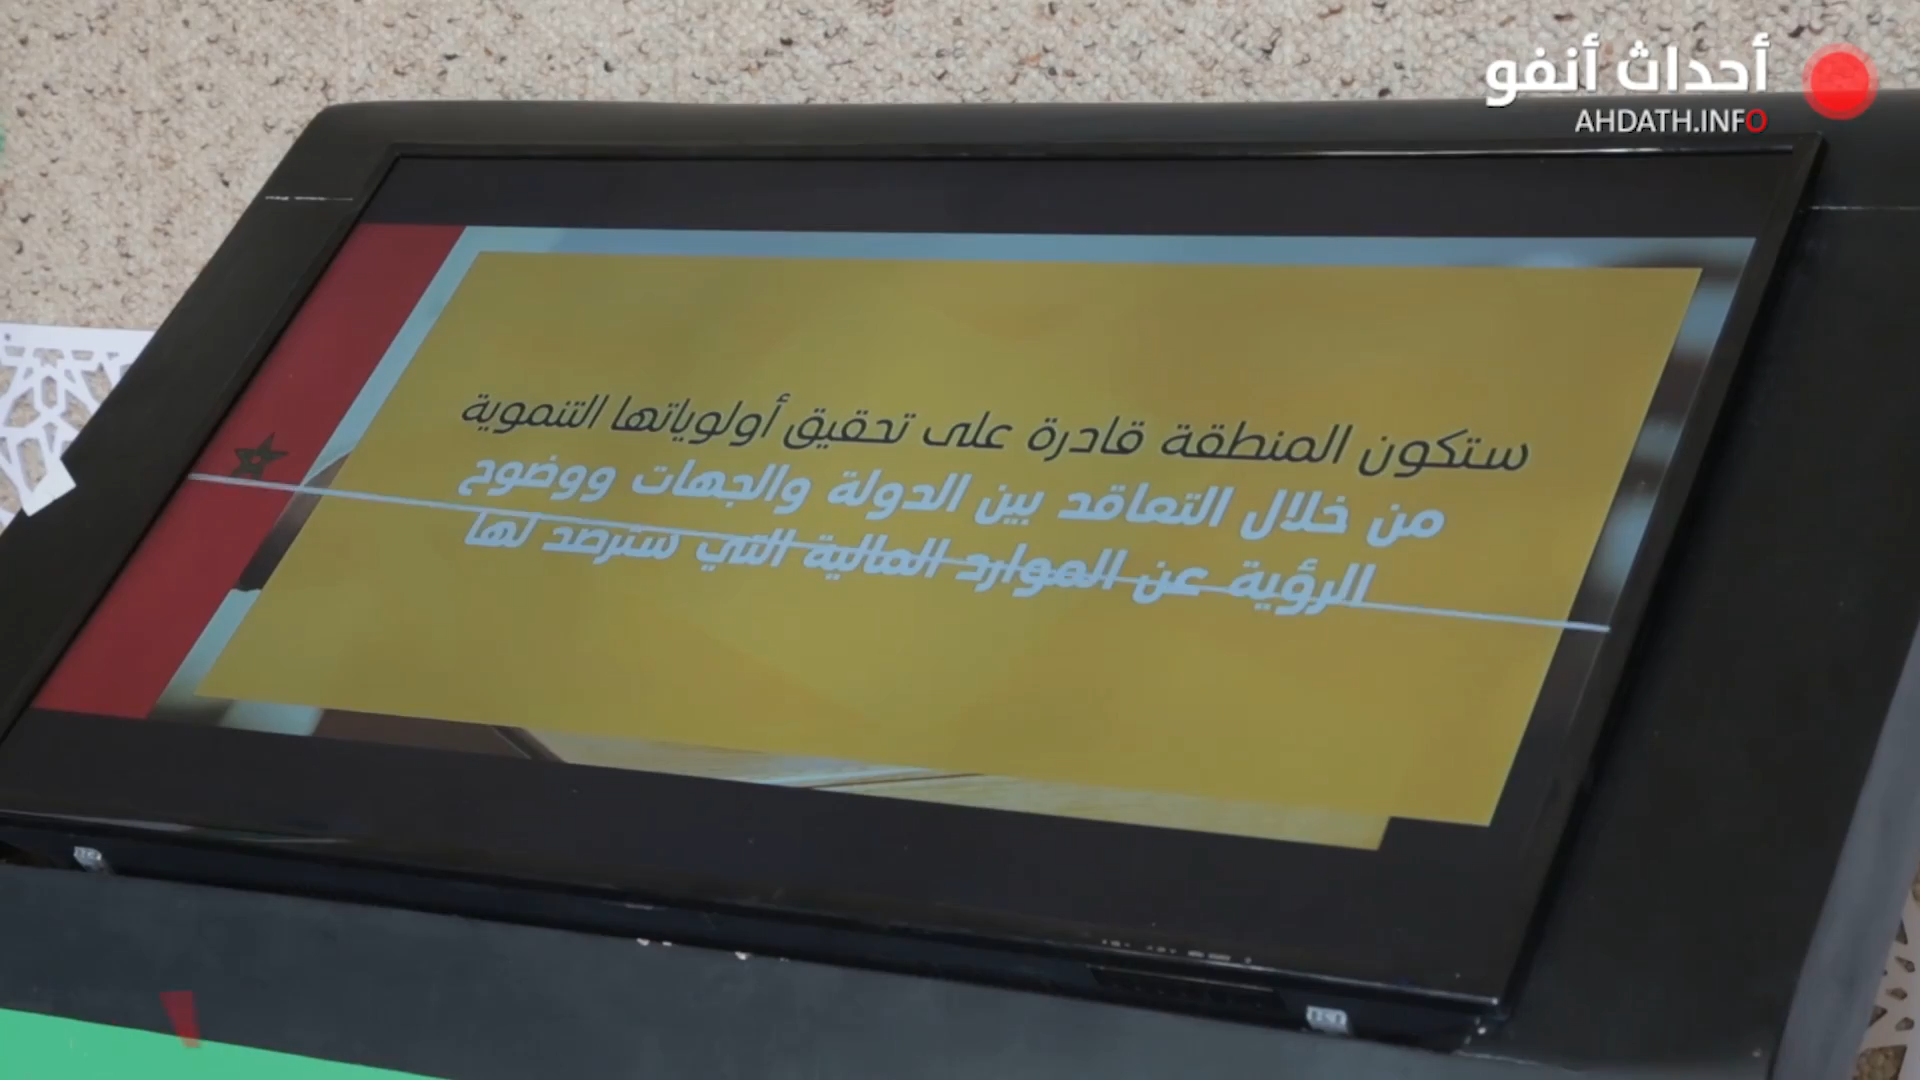 أحداث أنفو
AHDATH.INFO
ستكون المنطقة قادرة على تحقيق أولوياتها التنموية
من خلال التعاقد بين الدولة والجهات ووضوح
الرؤية عن الموارد المالية التي سترصد لها